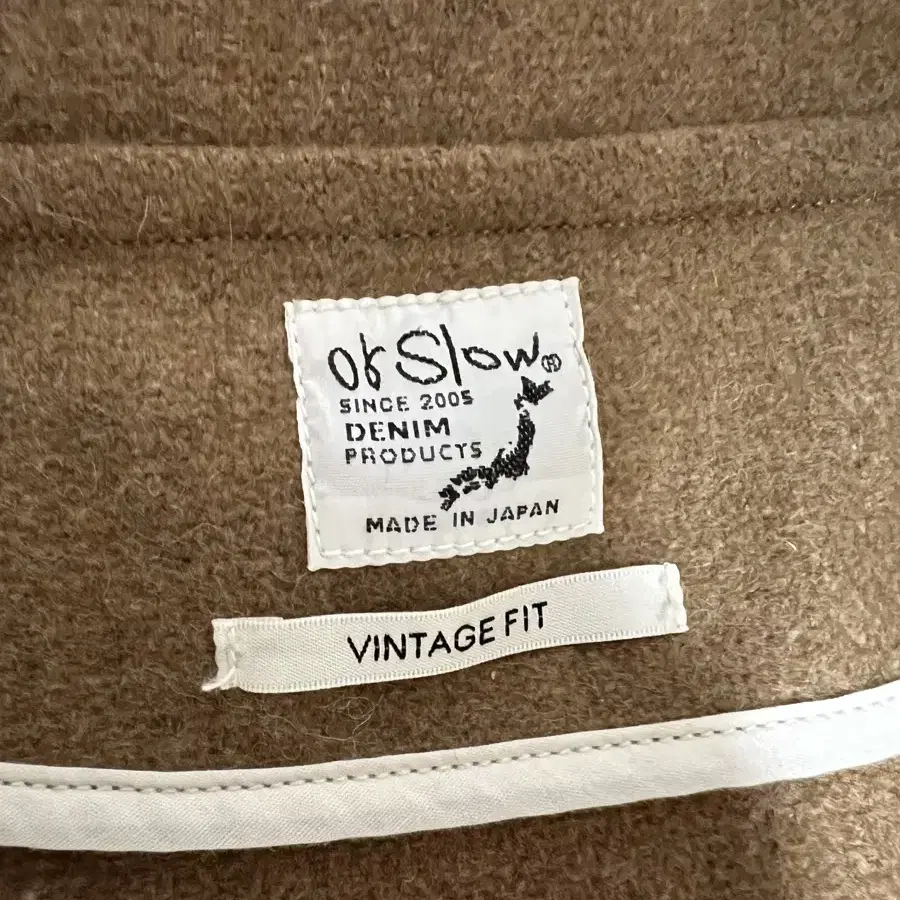 orSlow®
SINCE 2005
DENIM
PRODUCTS
MADE IN JAPAN
VINTAGE FIT